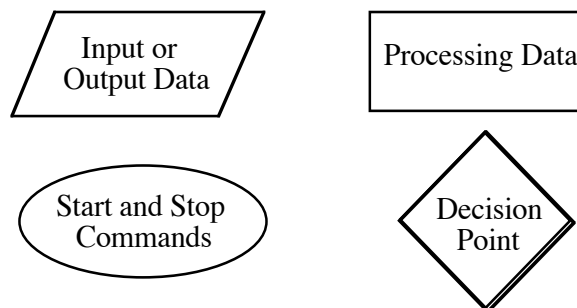 Input or
Output Data
Processing Data
Start and Stop
Commands
Decision
Point